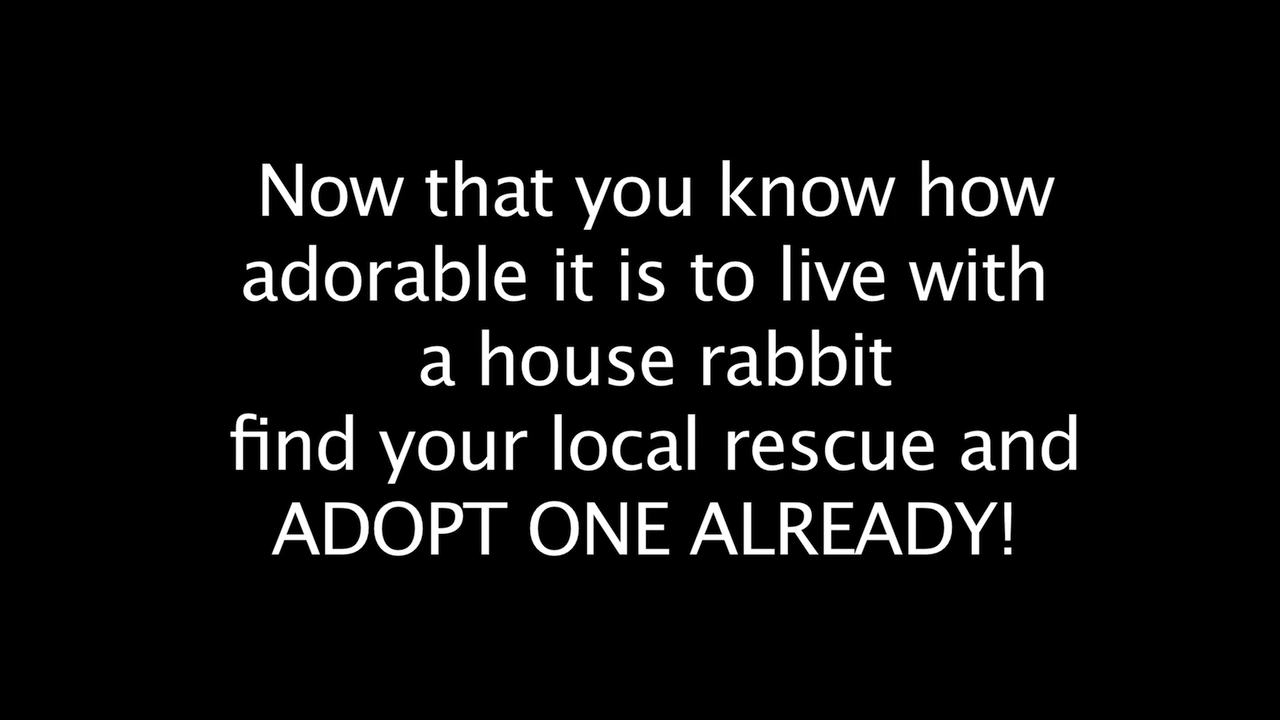 Now that you know how
adorable it is to live with
a house rabbit
find your local rescue and
ADOPT ONE ALREADY!